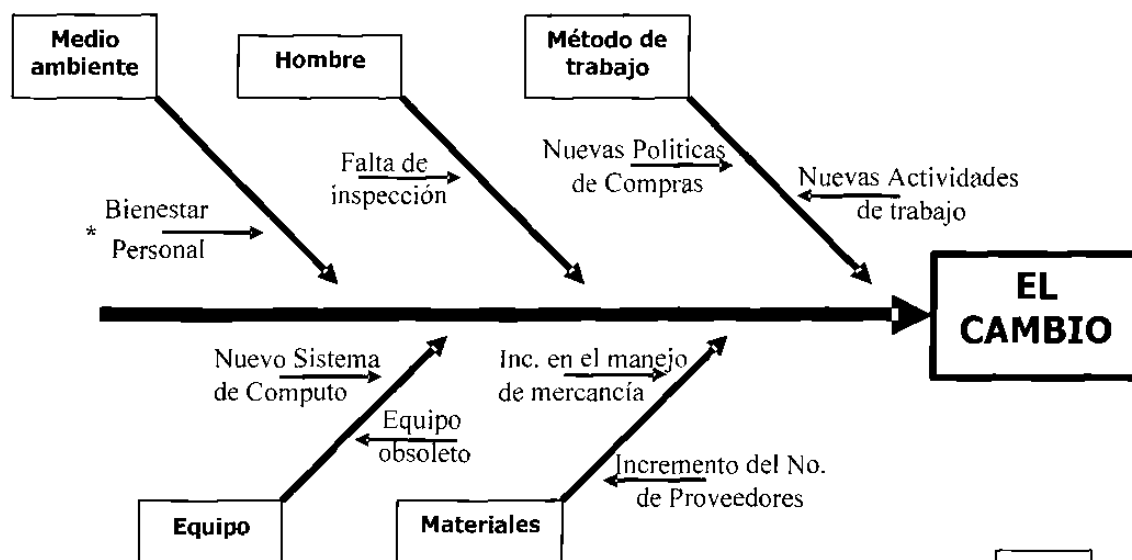 Medio
ambiente
Hombre
Método de
trabajo
Nuevas Politicas
de Compras
Falta de
inspección
Nuevas Actividades
de trabajo
Bienestar
* Personal
EL
CAMBIO
Nuevo Sistema
de Computo
Inc. en el manejo
de mercancía
Equipo
obsoleto
Incremento del No.
de Proveedores
Equipo
Materiales